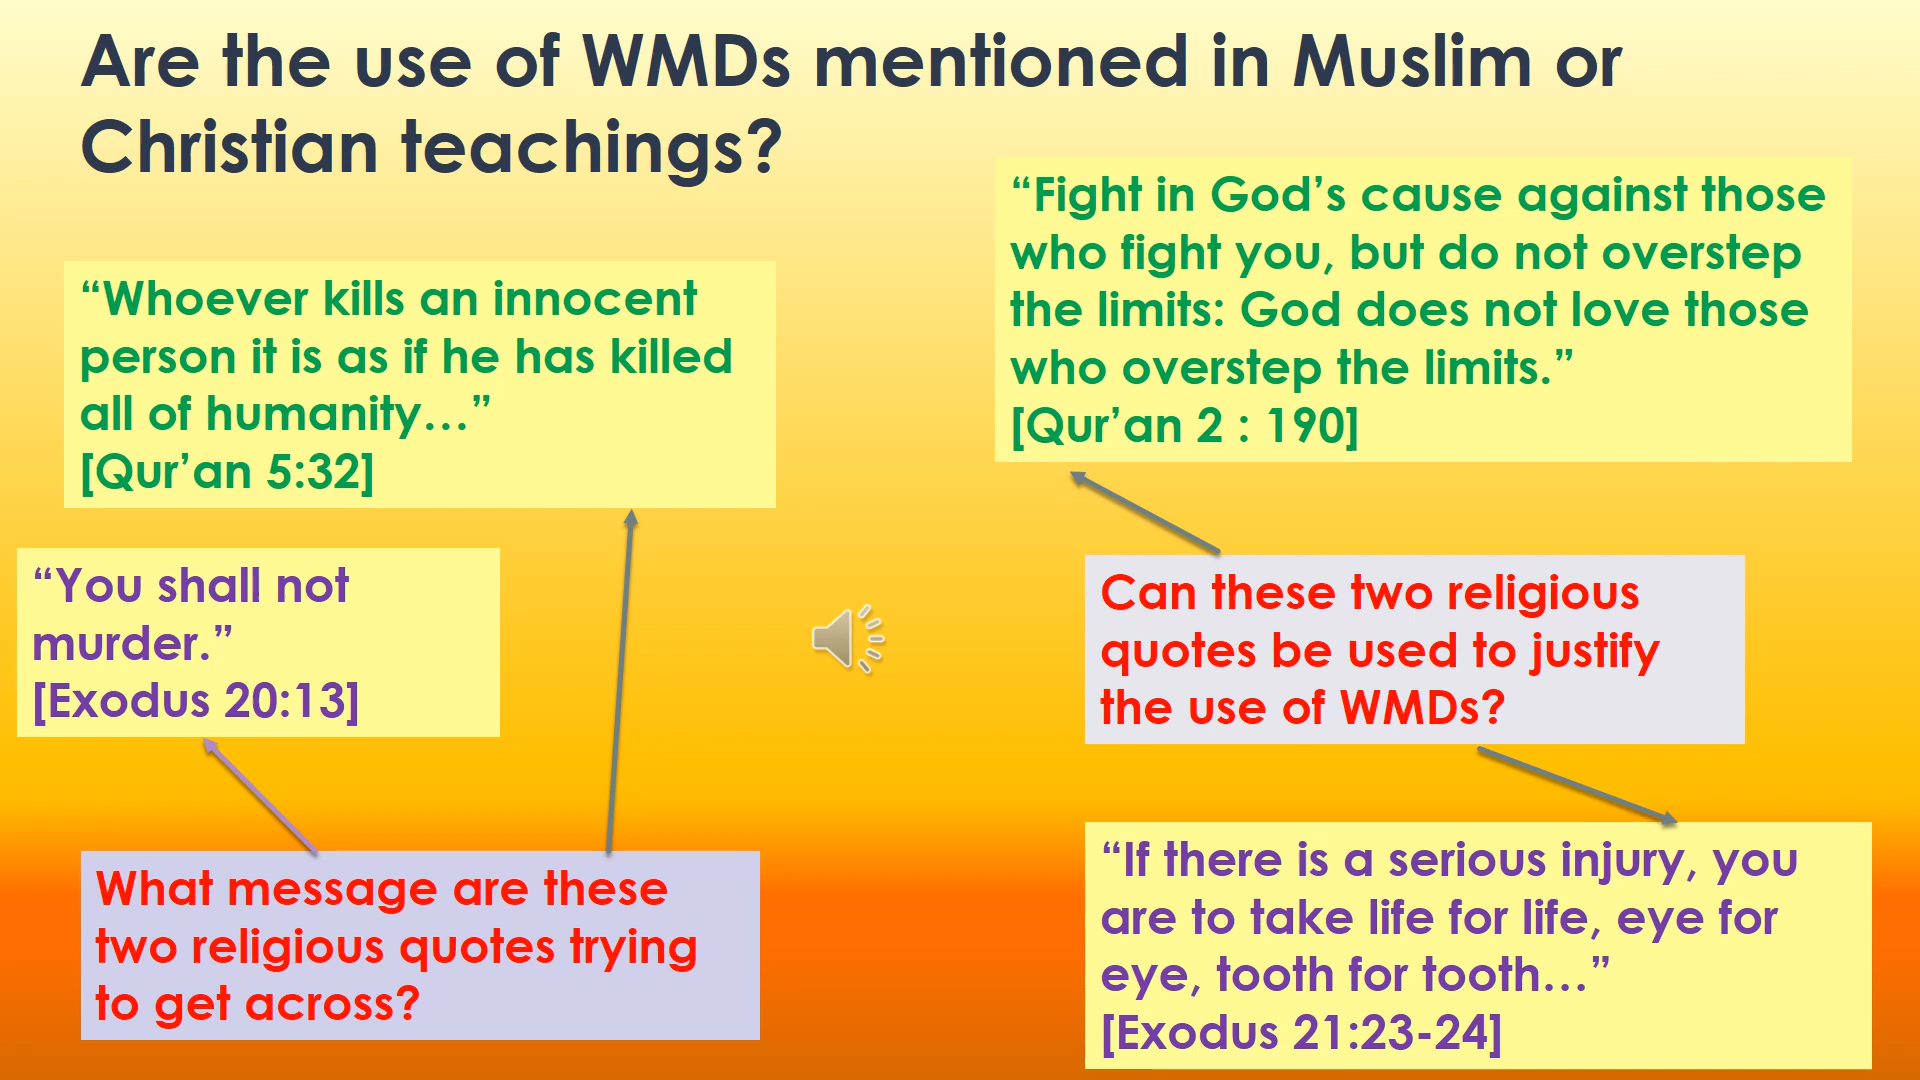 Are the use of WMDs mentioned in Muslim or
Christian teachings?
“Fight in God’s cause against those
who fight you, but do not overstep
the limits: God does not love those
who overstep the limits.”
[Qur’an 2 : 190]
“Whoever kills an innocent
person it is as if he has killed
all of humanity…”
[Qur’an 5:32]
“You shall not
murder.”
[Exodus 20:13]
Can these two religious
quotes be used to justify
the use of WMDs?
What message are these
two religious quotes trying
to get across?
“If there is a serious injury, you
are to take life for life, eye for
eye, tooth for tooth…”
[Exodus 21:23-24]